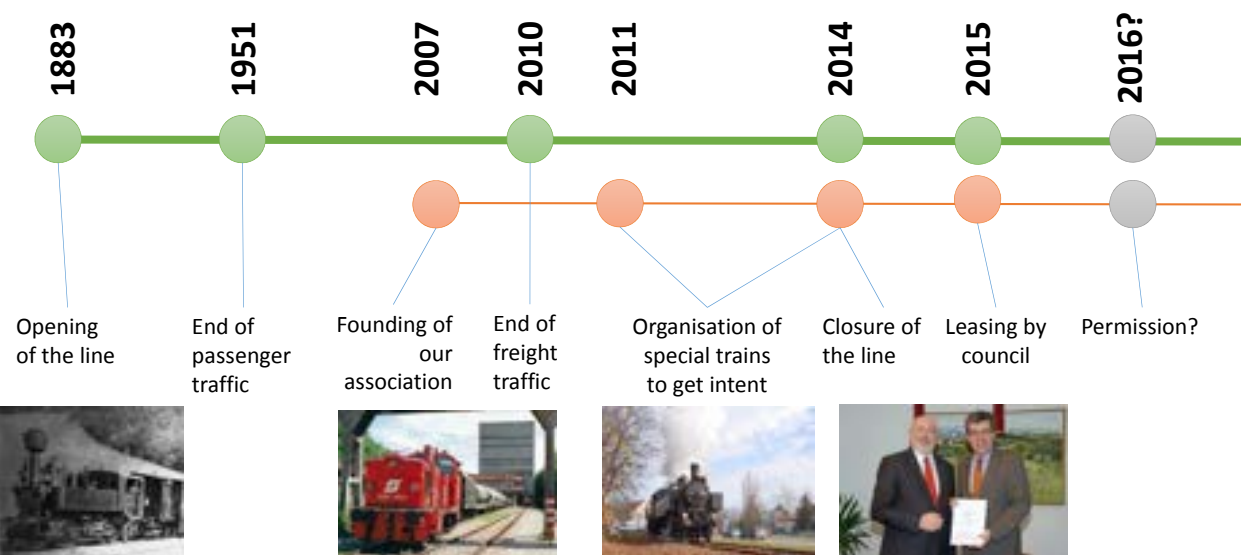 1883
1951
2007
2010
2011
2014
2015
2016?
Opening
of the line
End of
passenger
traffic
Founding of
our
association
End of
freight
traffic
Organisation of
special trains
to get intent
Closure of
the line
Leasing by
council
Permission?